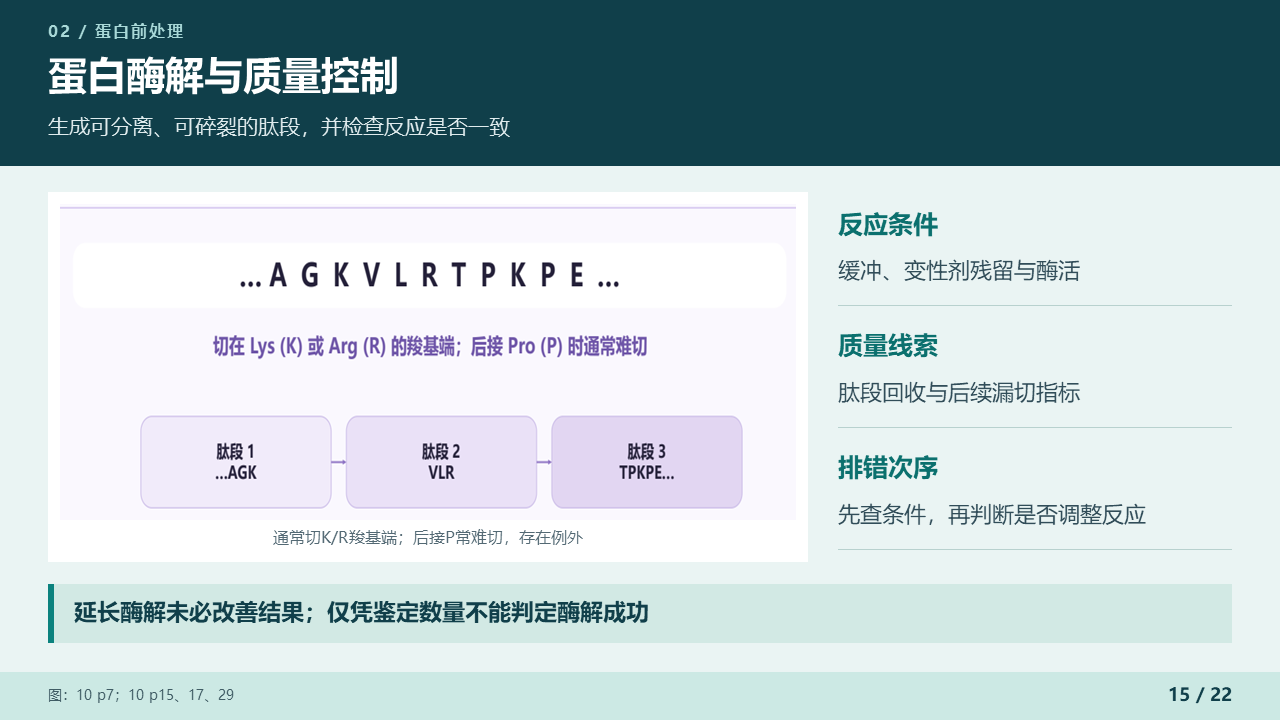 02 / 蛋白前处理
蛋白酶解与质量控制
生成可分离、可碎裂的肽段，并检查反应是否一致
...AGKVLRTPKPE...
切在 Lys (K) 或 Arg (R) 的羧基端；后接 Pro (P) 时通常难切
肽段 1
...AGK
肽段 2
VLR
肽段 3
TPKPE...
通常切K/R羧基端；后接P常难切，存在例外
反应条件
缓冲、变性剂残留与酶活
质量线索
肽段回收与后续漏切指标
排错次序
先查条件，再判断是否调整反应
延长酶解未必改善结果；仅凭鉴定数量不能判定酶解成功
图：10 p7；10 p15、17、29
15 / 22